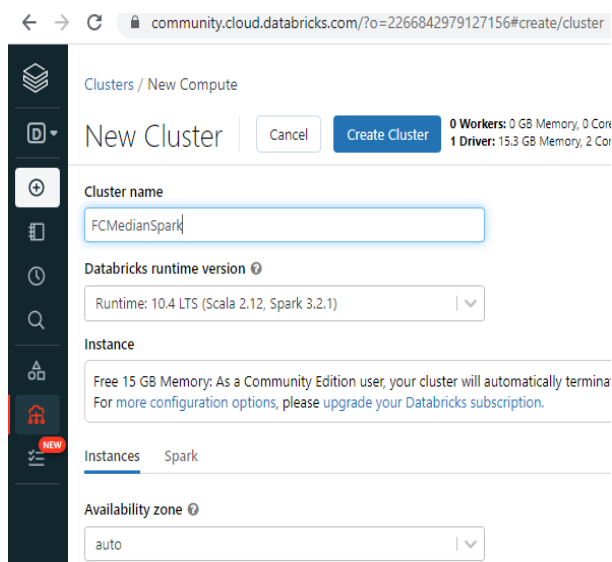 community.cloud.databricks.com/?o=2266842979127156#create/cluster
Clusters / New Compute
D
New Cluster
Cancel
Create Cluster
0 Workers: 0 GB Memory, 0 Core
1 Driver: 15.3 GB Memory, 2 Cor
Cluster name
FCMedianSpark
Databricks runtime version
Runtime: 10.4 LTS (Scala 2.12, Spark 3.2.1)
Instance
Free 15 GB Memory: As a Community Edition user, your cluster will automatically termina
For more configuration options, please upgrade your Databricks subscription.
NEW
Instances Spark
Availability zone
auto